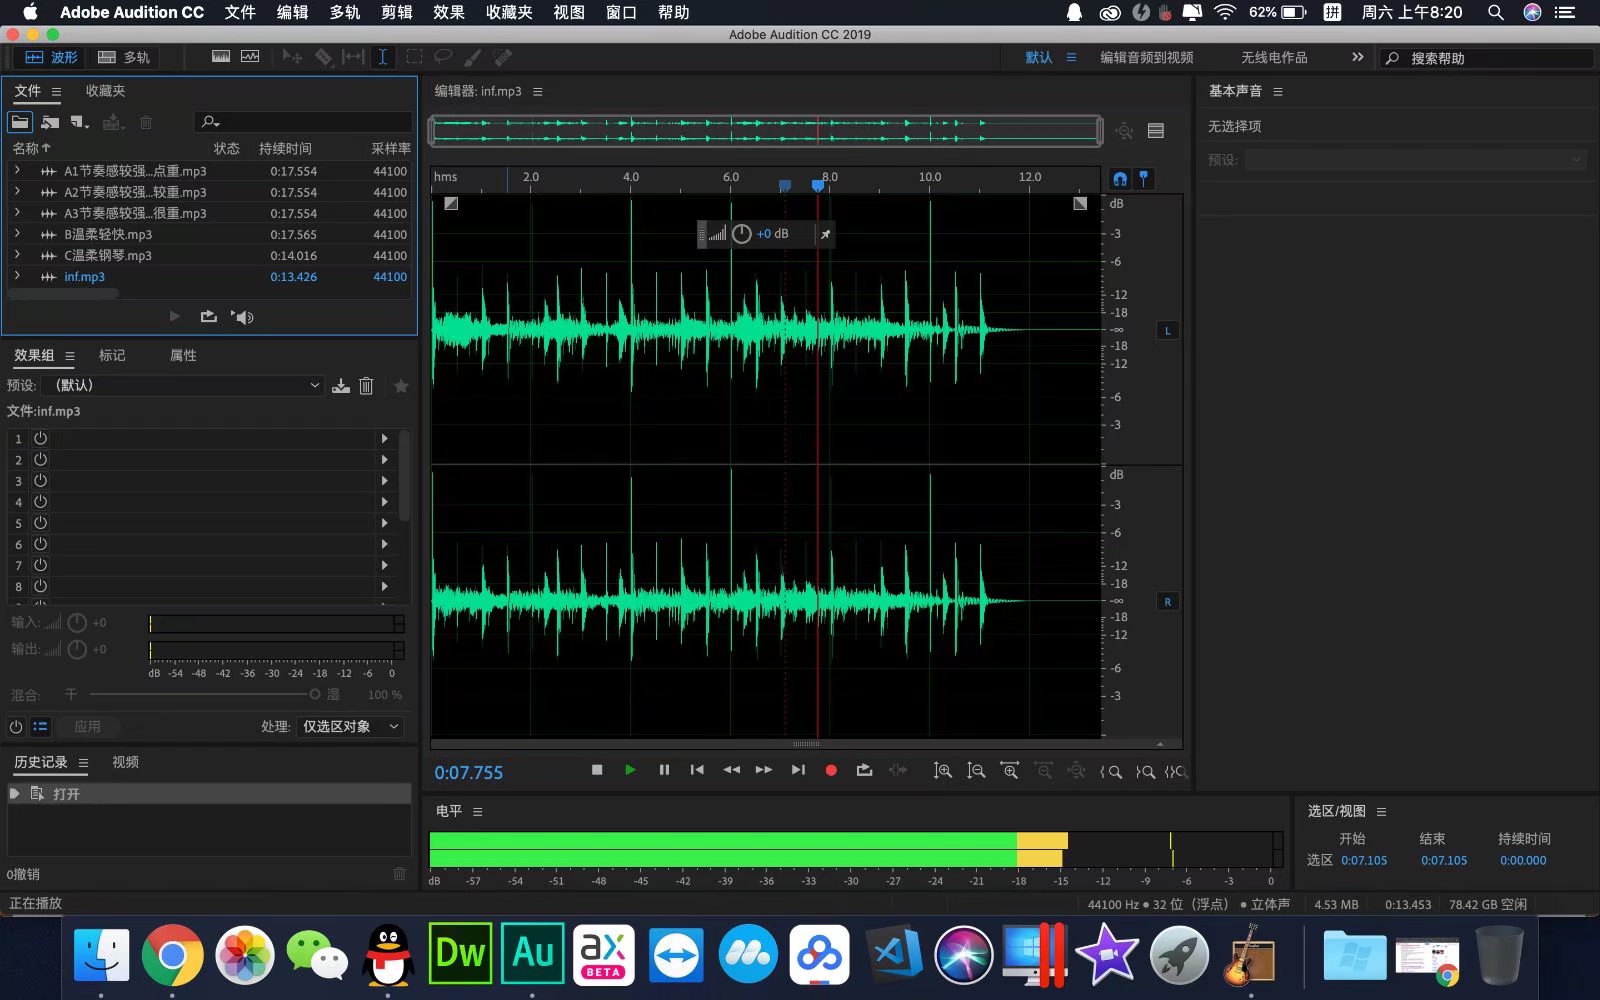 Adobe Audition CC 文件 编辑 多轨 剪辑 效果 收藏夹 视图 窗口 帮助 62% 拼 周六 上午8:20
Adobe Audition CC 2019
波形 多轨 默认 编辑音频到视频 无线电作品 搜索帮助
文件 收藏夹
名称 状态 持续时间 采样率
A1节奏感较强...点重.mp3 0:17.554 44100
A2节奏感较强...较重.mp3 0:17.554 44100
A3节奏感较强...很重.mp3 0:17.554 44100
B温柔轻快.mp3 0:17.565 44100
C温柔钢琴.mp3 0:14.016 44100
inf.mp3 0:13.426 44100
效果组 标记 属性
预设: (默认)
文件:inf.mp3
1
2
3
4
5
6
7
8
输入: +0
输出: +0
dB -54 -48 -42 -36 -30 -24 -18 -12 -6 0
混合: 干 湿 100 %
应用 处理: 仅选区对象
历史记录 视频
打开
0撤销
正在播放
编辑器: inf.mp3
hms 2.0 4.0 6.0 8.0 10.0 12.0
+0 dB
dB
-3
-6
-12
-18
-∞
-18
-12
-6
-3
L
dB
-3
-6
-12
-18
-∞
-18
-12
-6
-3
R
0:07.755
电平
dB -57 -54 -51 -48 -45 -42 -39 -36 -33 -30 -27 -24 -21 -18 -15 -12 -9 -6 -3 0
基本声音
无选择项
预设:
选区/视图
开始 结束 持续时间
选区 0:07.105 0:07.105 0:00.000
44100 Hz ● 32 位 (浮点) ● 立体声 4.53 MB 0:13.453 78.42 GB 空闲
Dw Au ax
BETA